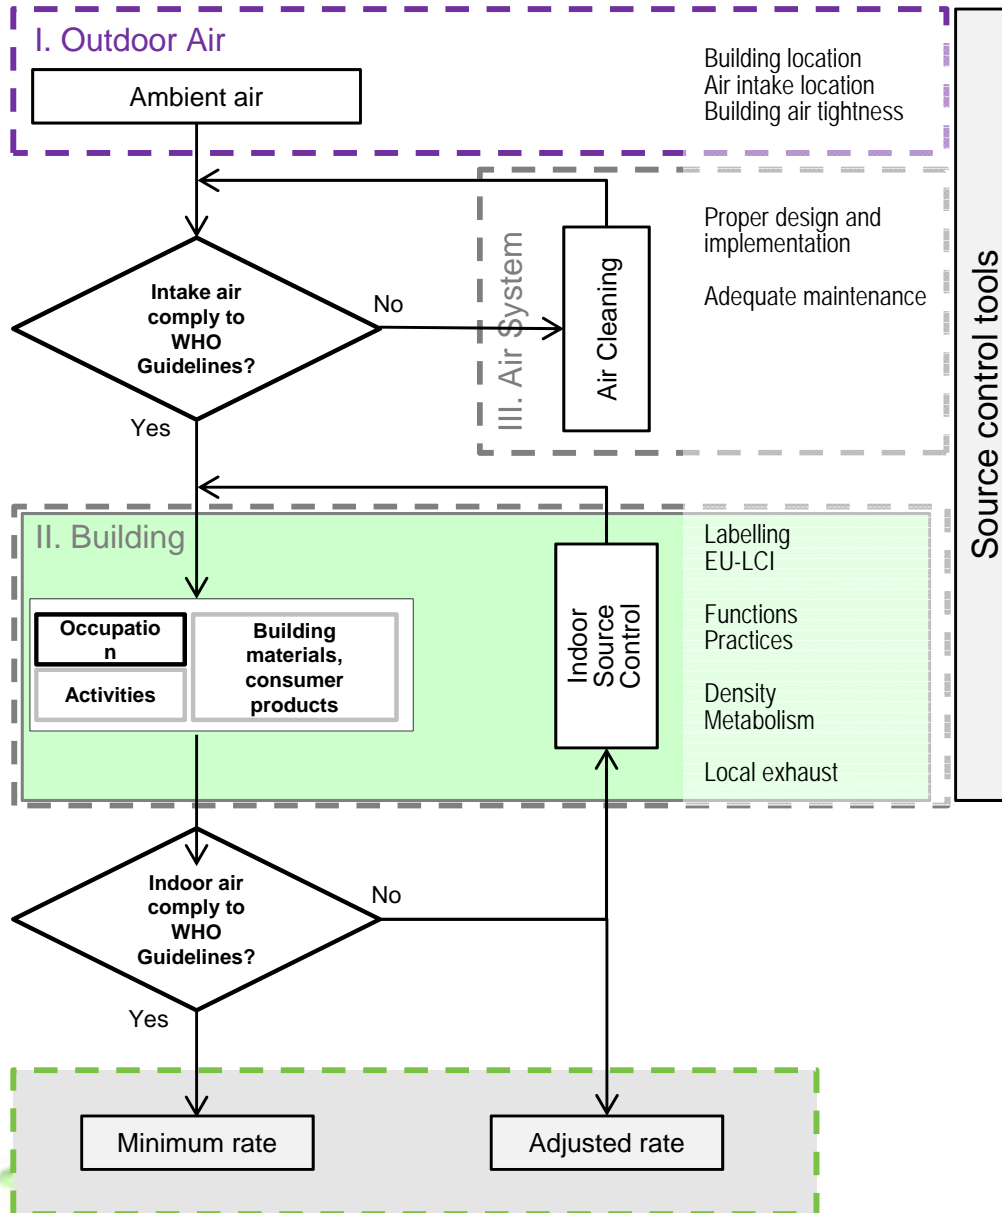 I. Outdoor Air
Ambient air
Building location
Air intake location
Building air tightness
Intake air
comply to
WHO
Guidelines?
No
Yes
III. Air System
Air Cleaning
Proper design and
implementation
Adequate maintenance
Source control tools
II. Building
Occupatio
n
Activities
Building
materials,
consumer
products
Indoor
Source
Control
Labelling
EU-LCI
Functions
Practices
Density
Metabolism
Local exhaust
Indoor air
comply to
WHO
Guidelines?
No
Yes
Minimum rate
Adjusted rate